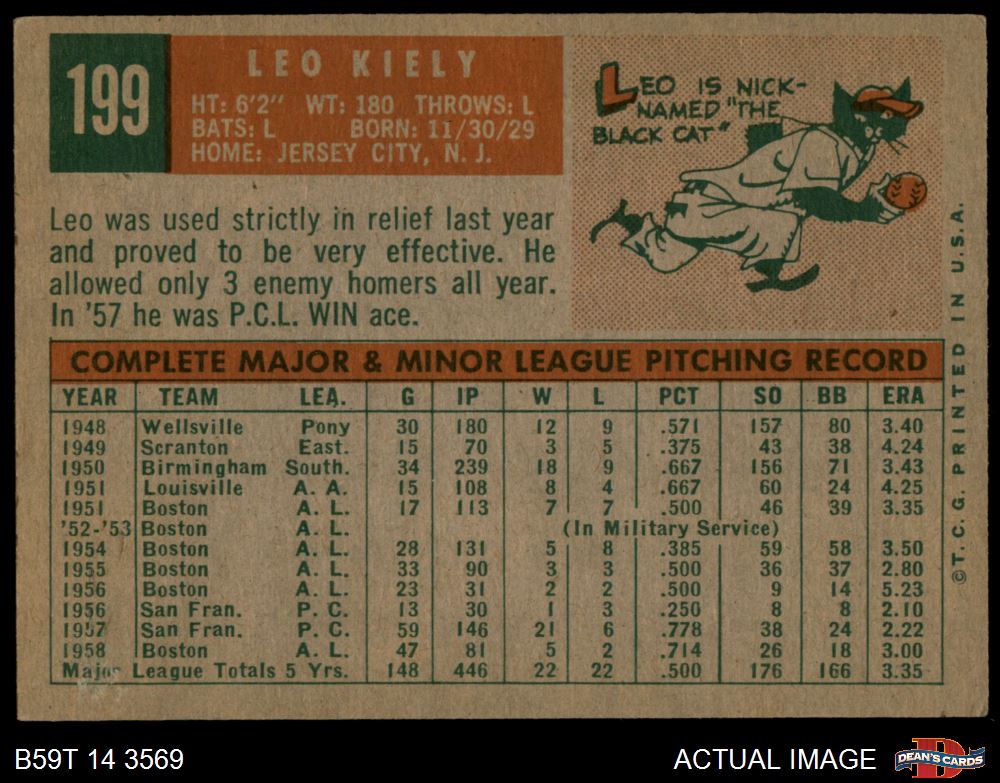 199
LEO KIELY
HT: 6'2" WT: 180 THROWS: L
BATS: L BORN: 11/30/29
HOME: JERSEY CITY, N. J.
LEO IS NICK-
NAMED "THE
BLACK CAT"
Leo was used strictly in relief last year
and proved to be very effective. He
allowed only 3 enemy homers all year.
In '57 he was P.C.L. WIN ace.
COMPLETE MAJOR & MINOR LEAGUE PITCHING RECORD
YEAR TEAM LEA. G IP W L PCT SO BB ERA
1948 Wellsville Pony 30 180 12 9 .571 157 80 3.40
1949 Scranton East. 15 70 3 5 .375 43 38 4.24
1950 Birmingham South. 34 239 18 9 .667 156 71 3.43
1951 Louisville A. A. 15 108 8 4 .667 60 24 4.25
1951 Boston A. L. 17 113 7 7 .500 46 39 3.35
'52-'53 Boston A. L. (In Military Service)
1954 Boston A. L. 28 131 5 8 .385 59 58 3.50
1955 Boston A. L. 33 90 3 3 .500 36 37 2.80
1956 Boston A. L. 23 31 2 2 .500 9 14 5.23
1956 San Fran. P. C. 13 30 1 3 .250 8 8 2.10
1957 San Fran. P. C. 59 146 21 6 .778 38 24 2.22
1958 Boston A. L. 47 81 5 2 .714 26 18 3.00
Major League Totals 5 Yrs. 148 446 22 22 .500 176 166 3.35
© T. C. G. PRINTED IN U.S.A.
B59T 14 3569
ACTUAL IMAGE
D
DEAN'S CARDS